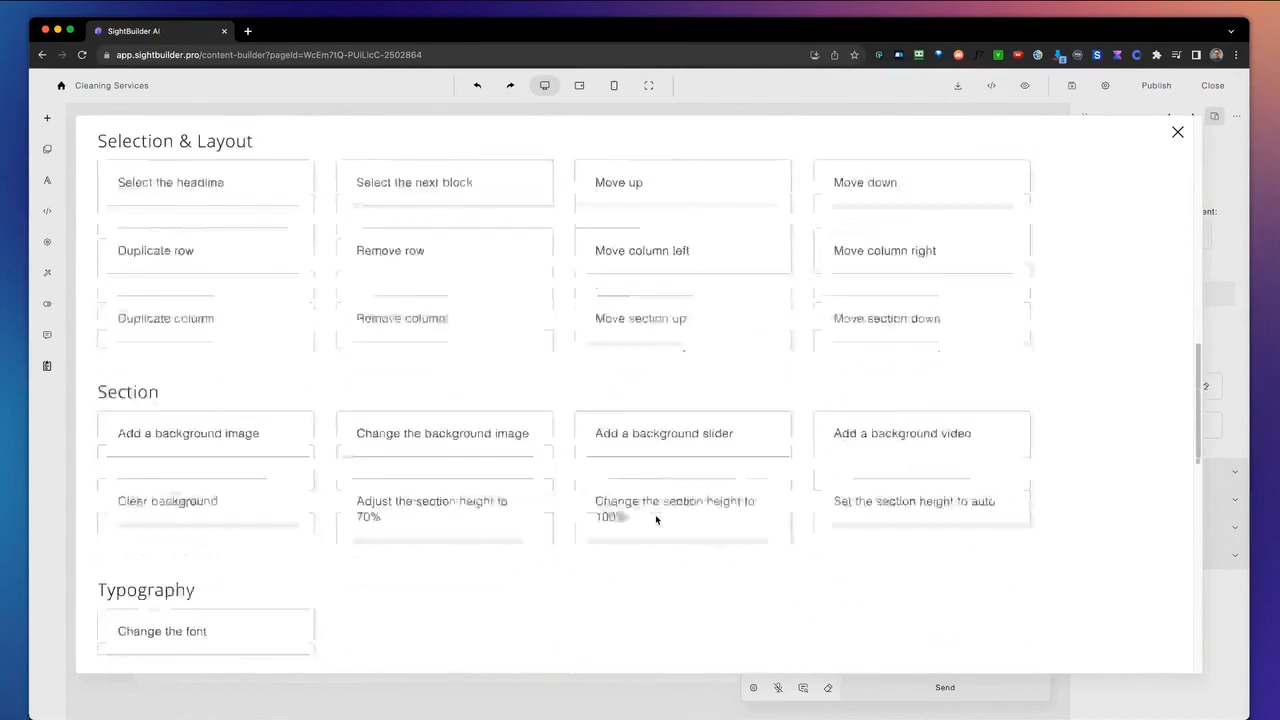 SightBuilder AI
app.sightbuilder.pro/content-builder?pageId=WcEm7tQ-PUiLlcC-2502864
Cleaning Services
Publish
Close
Selection & Layout
Select the headline
Select the next block
Move up
Move down
Duplicate row
Remove row
Move column left
Move column right
Duplicate column
Remove column
Move section up
Move section down
Section
Add a background image
Change the background image
Add a background slider
Add a background video
Clear background
Adjust the section height to
70%
Change the section height to
100%
Set the section height to auto
Typography
Change the font
Send